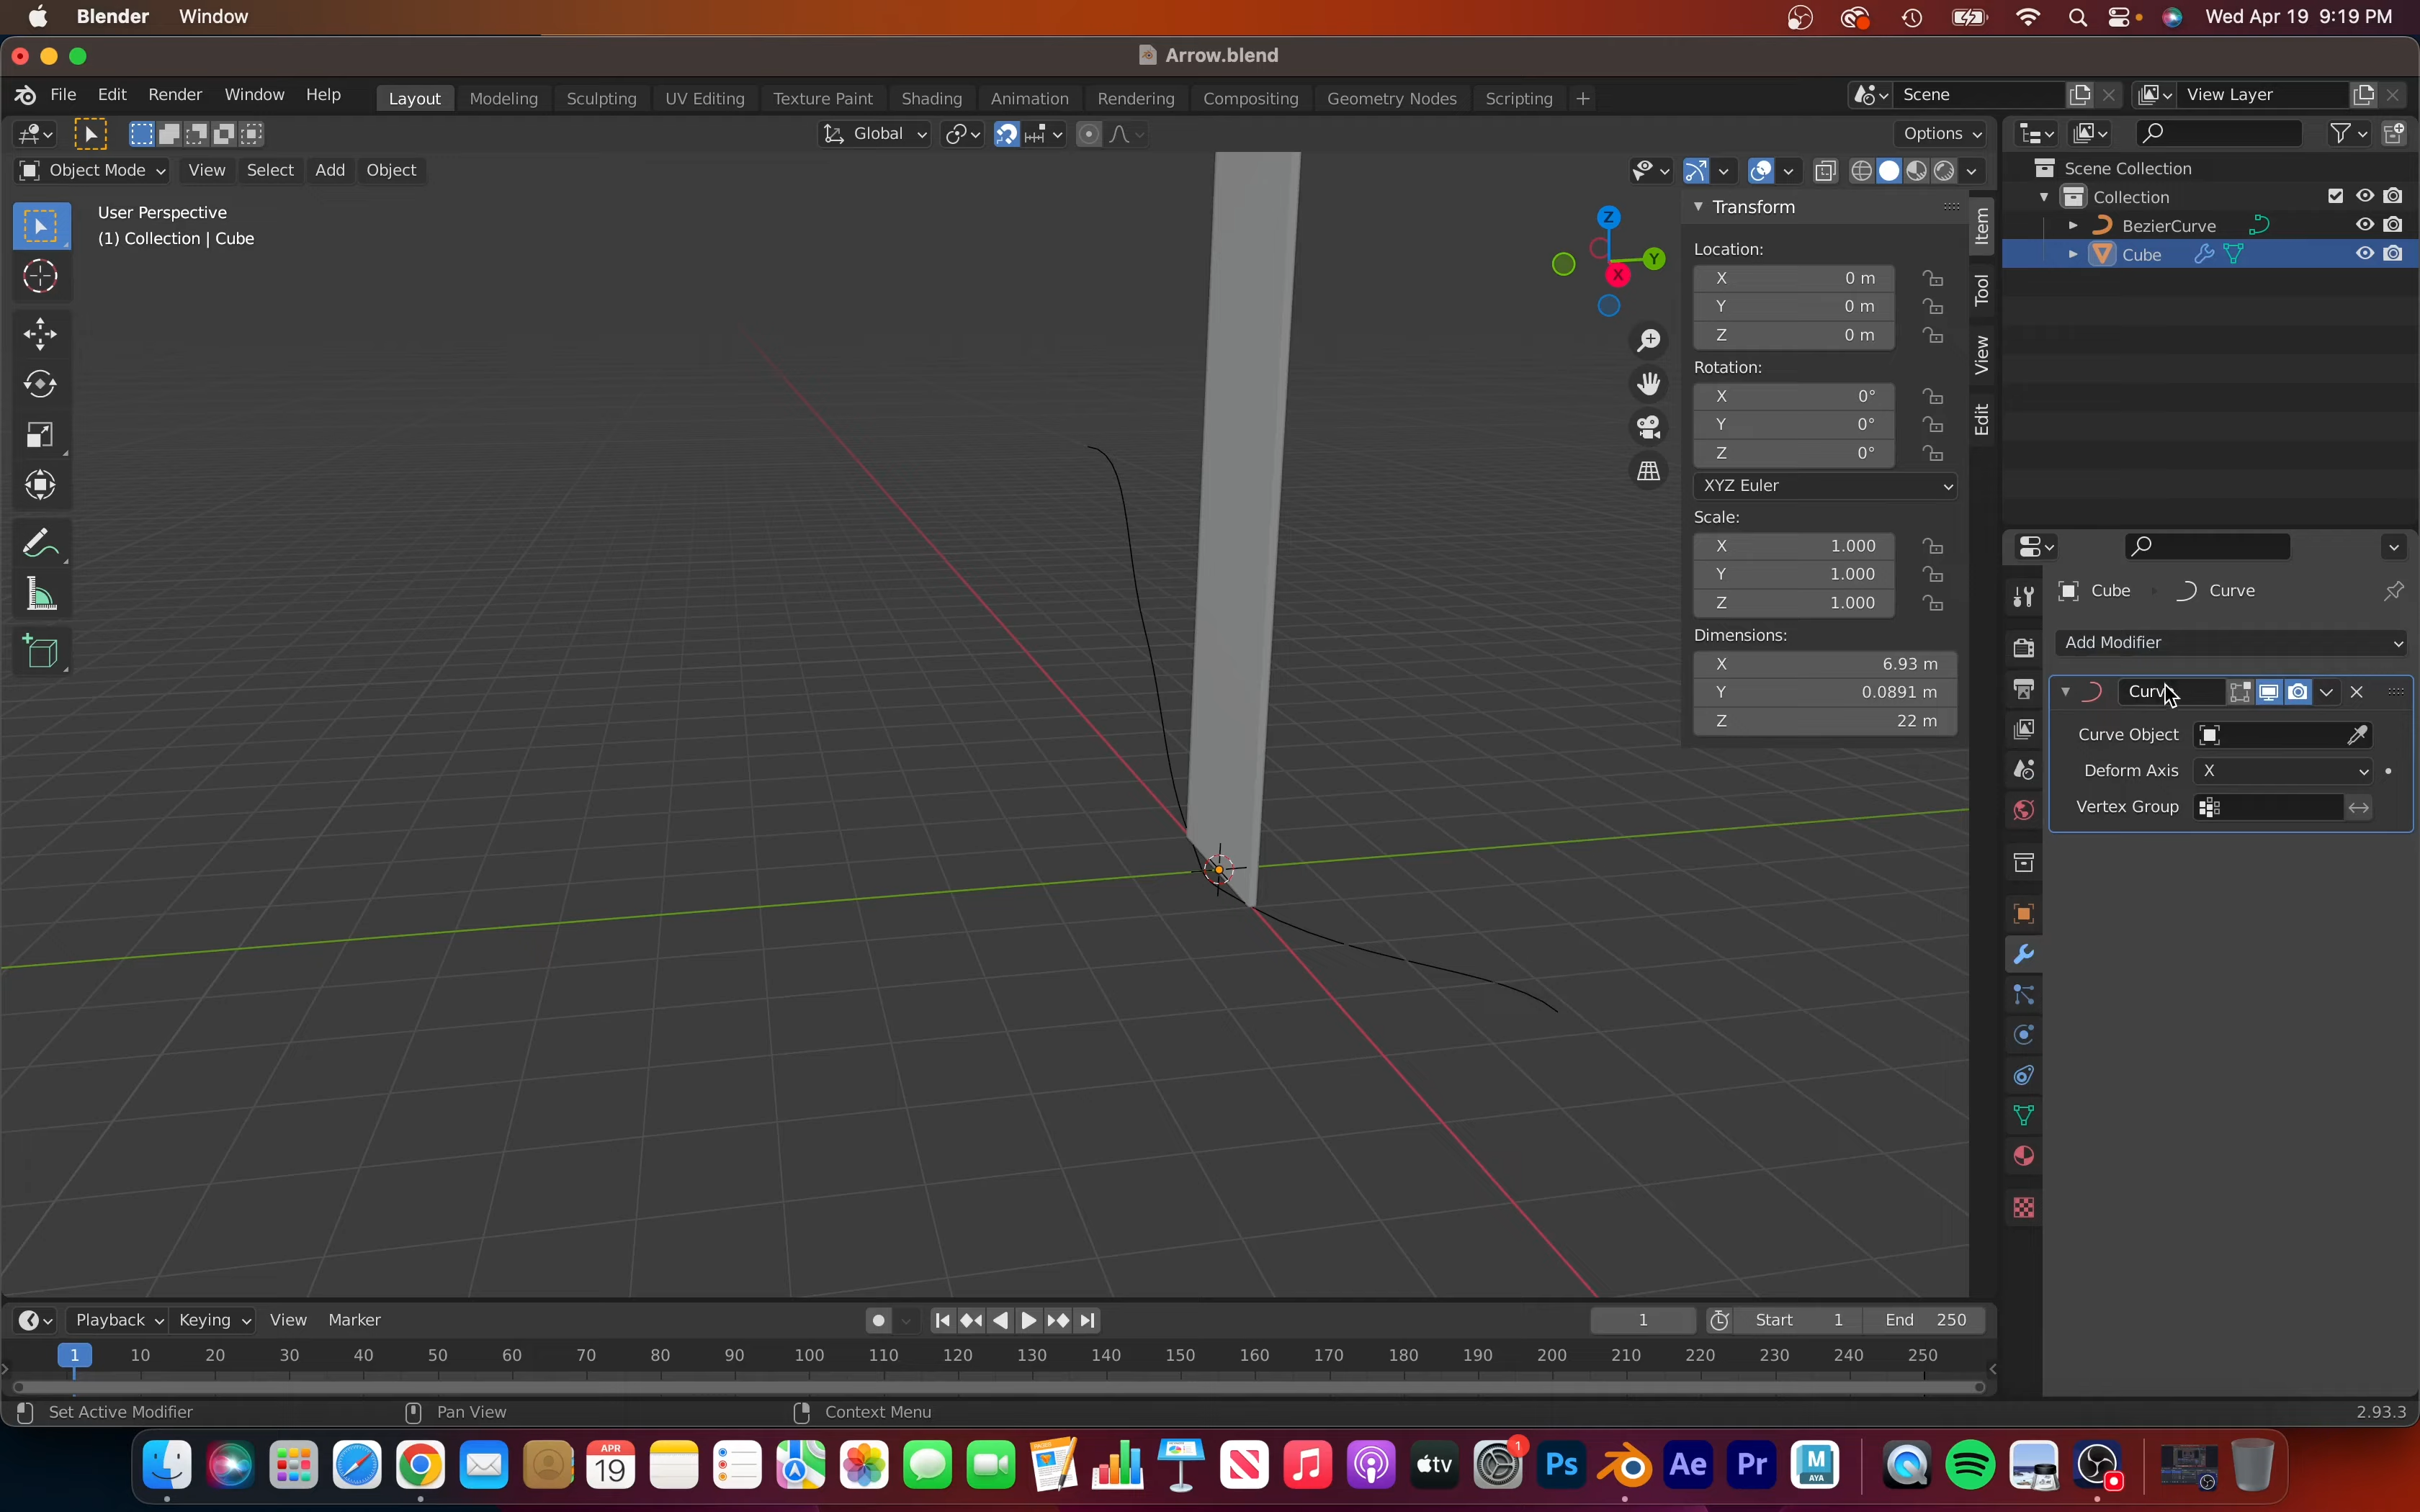 Blender Window Wed Apr 19 9:19 PM
Arrow.blend
File Edit Render Window Help Layout Modeling Sculpting UV Editing Texture Paint Shading Animation Rendering Compositing Geometry Nodes Scripting + Scene View Layer
Global Options
Object Mode View Select Add Object
User Perspective
(1) Collection | Cube
Z
Y
X
Transform
Location:
X 0 m
Y 0 m
Z 0 m
Rotation:
X 0°
Y 0°
Z 0°
XYZ Euler
Scale:
X 1.000
Y 1.000
Z 1.000
Dimensions:
X 6.93 m
Y 0.0891 m
Z 22 m
Item
Tool
View
Edit
Scene Collection
Collection
BezierCurve
Cube
Cube Curve
Add Modifier
Curve Object
Deform Axis X
Vertex Group
Playback Keying View Marker 1 Start 1 End 250
1 10 20 30 40 50 60 70 80 90 100 110 120 130 140 150 160 170 180 190 200 210 220 230 240 250
Set Active Modifier Pan View Context Menu 2.93.3
APR
19
tv
1
Ps
Ae
Pr
M
AYA